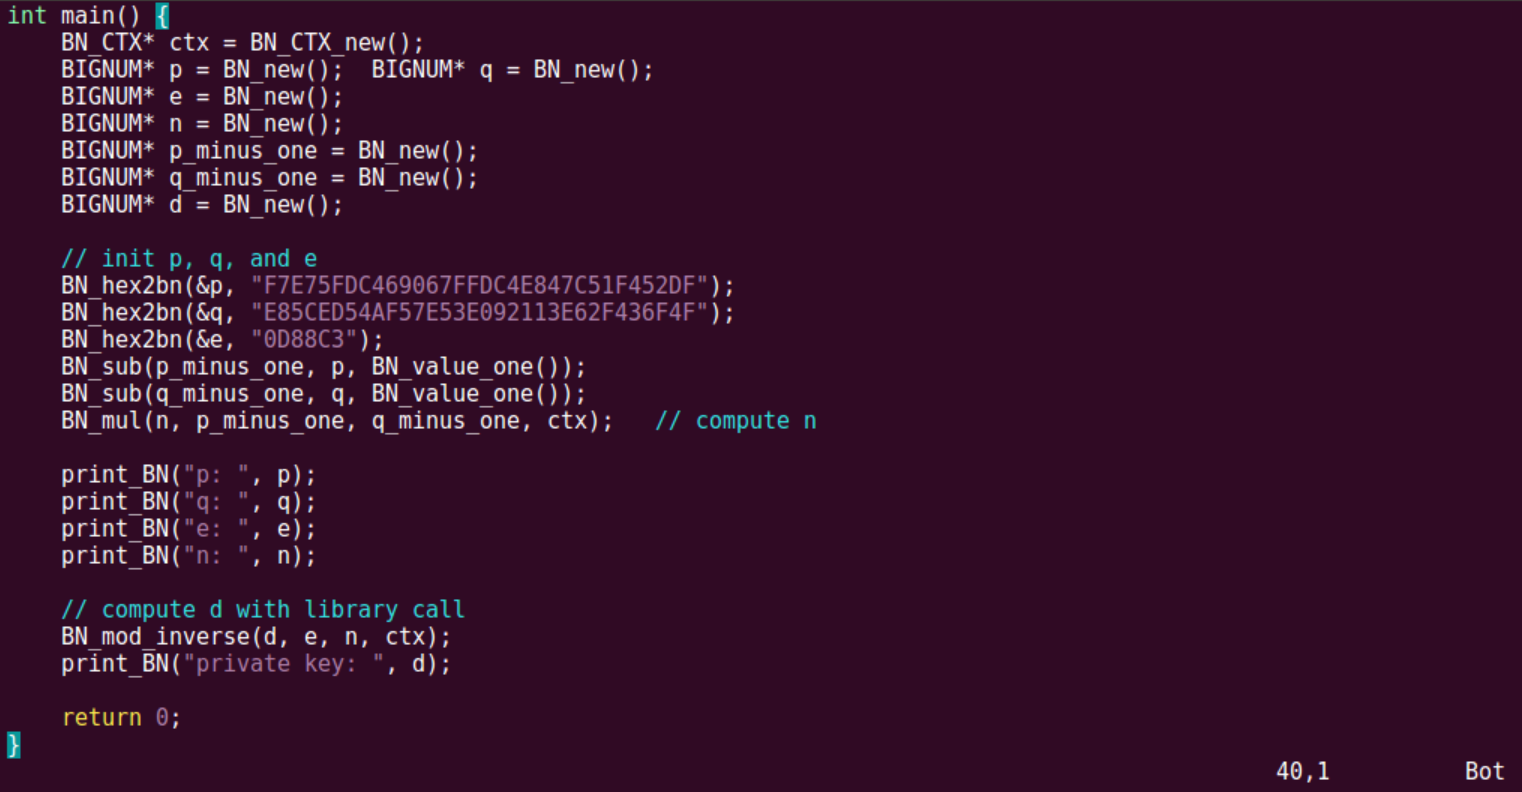 int main() {
    BN_CTX* ctx = BN_CTX_new();
    BIGNUM* p = BN_new();  BIGNUM* q = BN_new();
    BIGNUM* e = BN_new();
    BIGNUM* n = BN_new();
    BIGNUM* p_minus_one = BN_new();
    BIGNUM* q_minus_one = BN_new();
    BIGNUM* d = BN_new();

    // init p, q, and e
    BN_hex2bn(&p, "F7E75FDC469067FFDC4E847C51F452DF");
    BN_hex2bn(&q, "E85CED54AF57E53E092113E62F436F4F");
    BN_hex2bn(&e, "0D88C3");
    BN_sub(p_minus_one, p, BN_value_one());
    BN_sub(q_minus_one, q, BN_value_one());
    BN_mul(n, p_minus_one, q_minus_one, ctx);   // compute n

    print_BN("p: ", p);
    print_BN("q: ", q);
    print_BN("e: ", e);
    print_BN("n: ", n);

    // compute d with library call
    BN_mod_inverse(d, e, n, ctx);
    print_BN("private key: ", d);

    return 0;
}
40,1          Bot